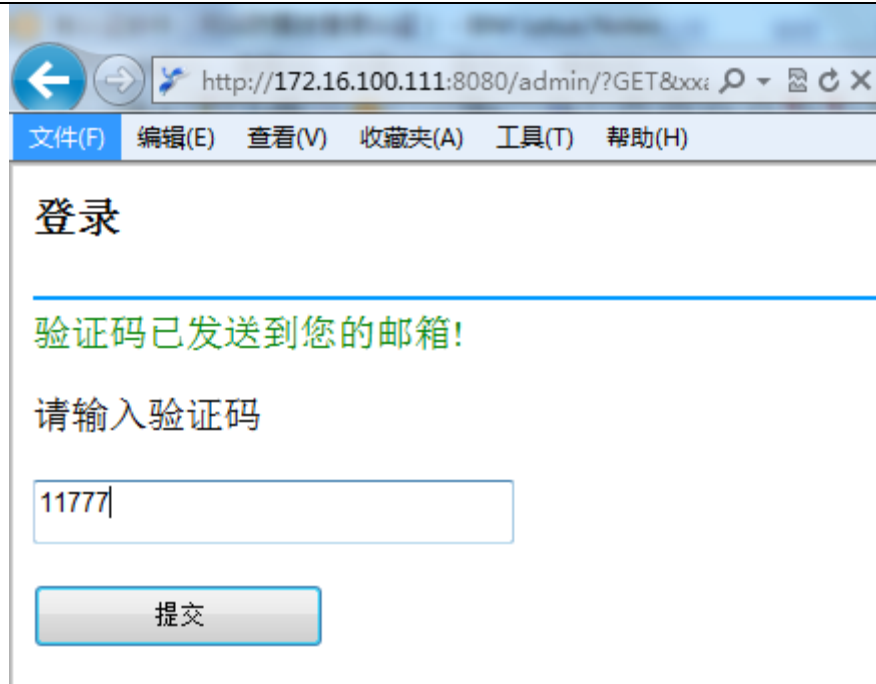 http://172.16.100.111:8080/admin/?GET&xxa
文件(F) 编辑(E) 查看(V) 收藏夹(A) 工具(T) 帮助(H)
登录
验证码已发送到您的邮箱!
请输入验证码
11777
提交